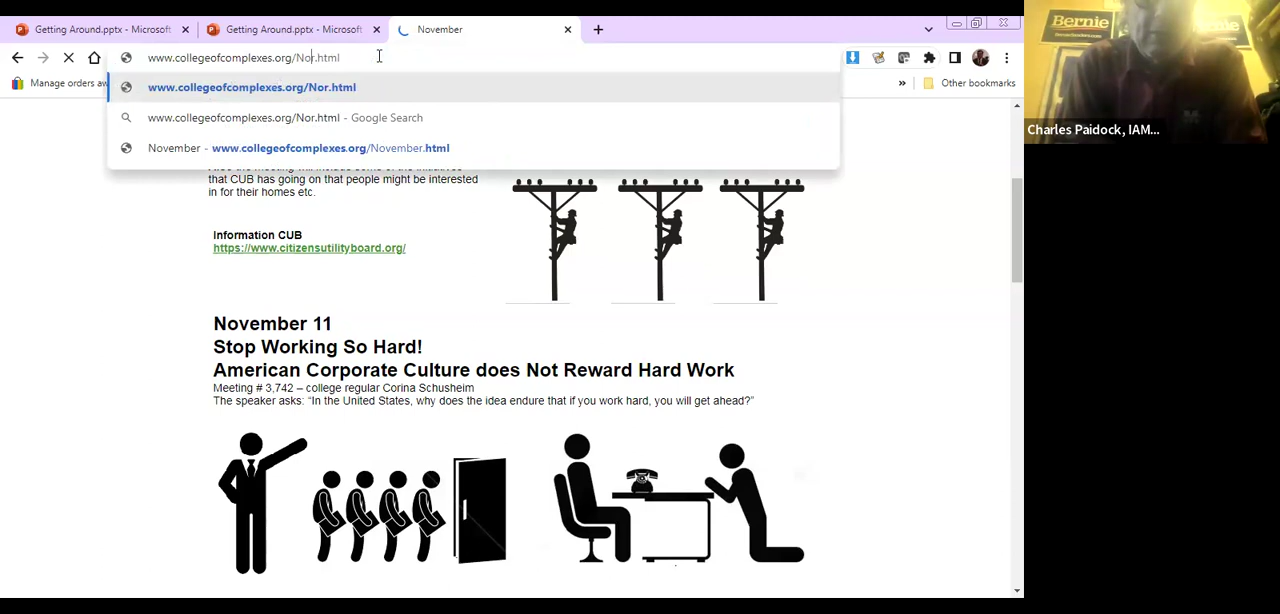 Getting Around.pptx - Microsoft
Getting Around.pptx - Microsoft
November
www.collegeofcomplexes.org/Nor.html
Manage orders aw
Other bookmarks
www.collegeofcomplexes.org/Nor.html
www.collegeofcomplexes.org/Nor.html - Google Search
November - www.collegeofcomplexes.org/November.html
that CUB has going on that people might be interested
in for their homes etc.
Information CUB
https://www.citizensutilityboard.org/
November 11
Stop Working So Hard!
American Corporate Culture does Not Reward Hard Work
Meeting # 3,742 – college regular Corina Schusheim
The speaker asks: “In the United States, why does the idea endure that if you work hard, you will get ahead?”
Bernie
Bernie
Charles Paidock, IAM...